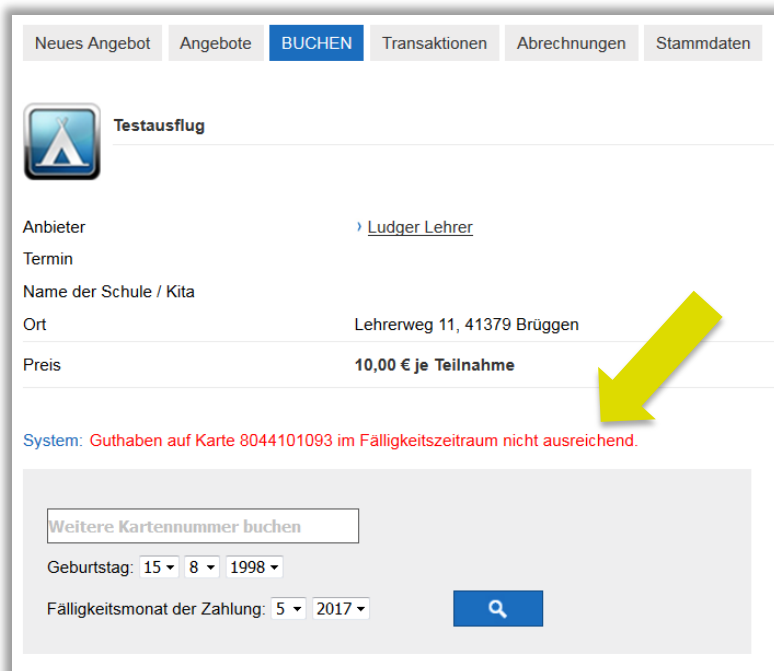 Neues Angebot Angebote BUCHEN Transaktionen Abrechnungen Stammdaten
Testausflug
Anbieter › Ludger Lehrer
Termin
Name der Schule / Kita
Ort Lehrerweg 11, 41379 Brüggen
Preis 10,00 € je Teilnahme
System: Guthaben auf Karte 8044101093 im Fälligkeitszeitraum nicht ausreichend.
Weitere Kartennummer buchen
Geburtstag: 15 8 1998
Fälligkeitsmonat der Zahlung: 5 2017